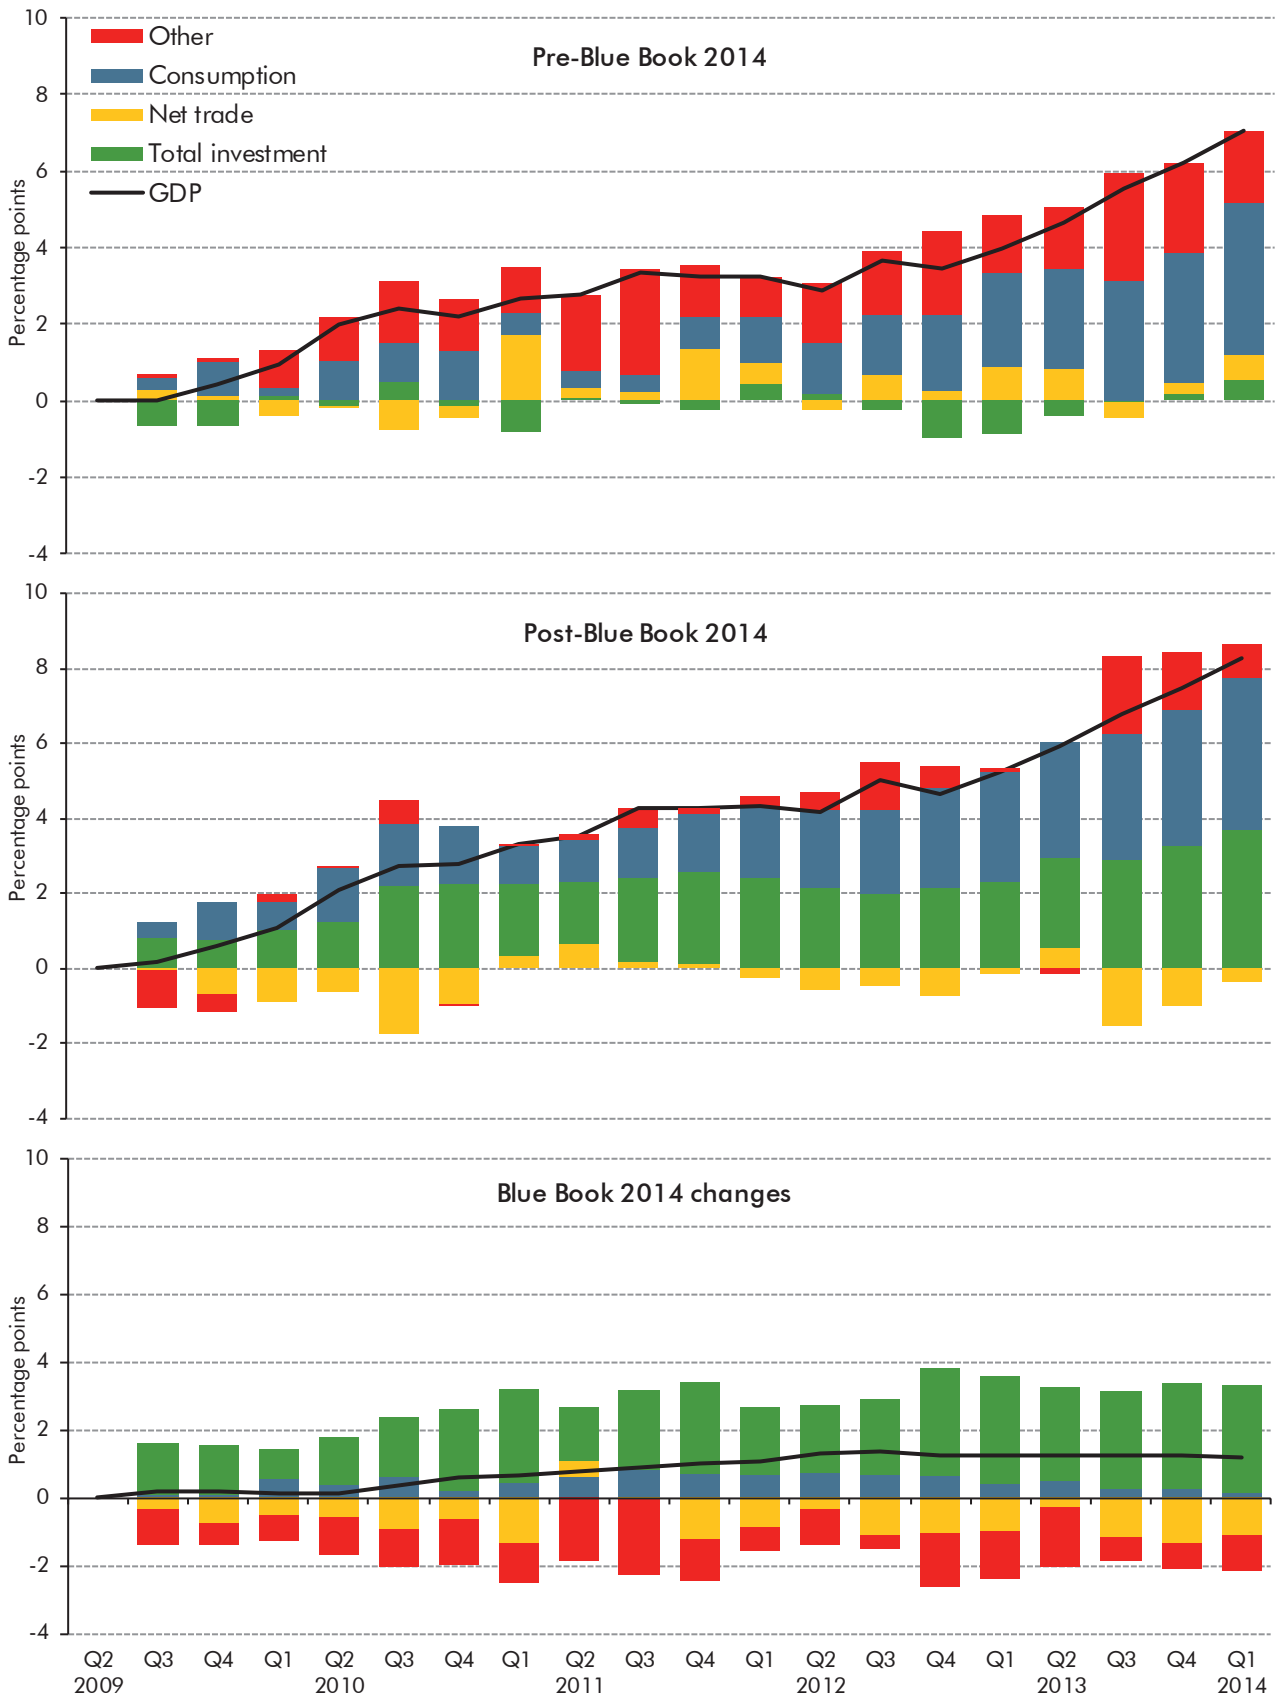 10
8
6
4
2
0
-2
-4
Percentage points
Other
Consumption
Net trade
Total investment
GDP
Pre-Blue Book 2014
10
8
6
4
2
0
-2
-4
Percentage points
Post-Blue Book 2014
10
8
6
4
2
0
-2
-4
Percentage points
Blue Book 2014 changes
Q2 Q3 Q4 Q1 Q2 Q3 Q4 Q1 Q2 Q3 Q4 Q1 Q2 Q3 Q4 Q1 Q2 Q3 Q4 Q1
2009 2010 2011 2012 2013 2014